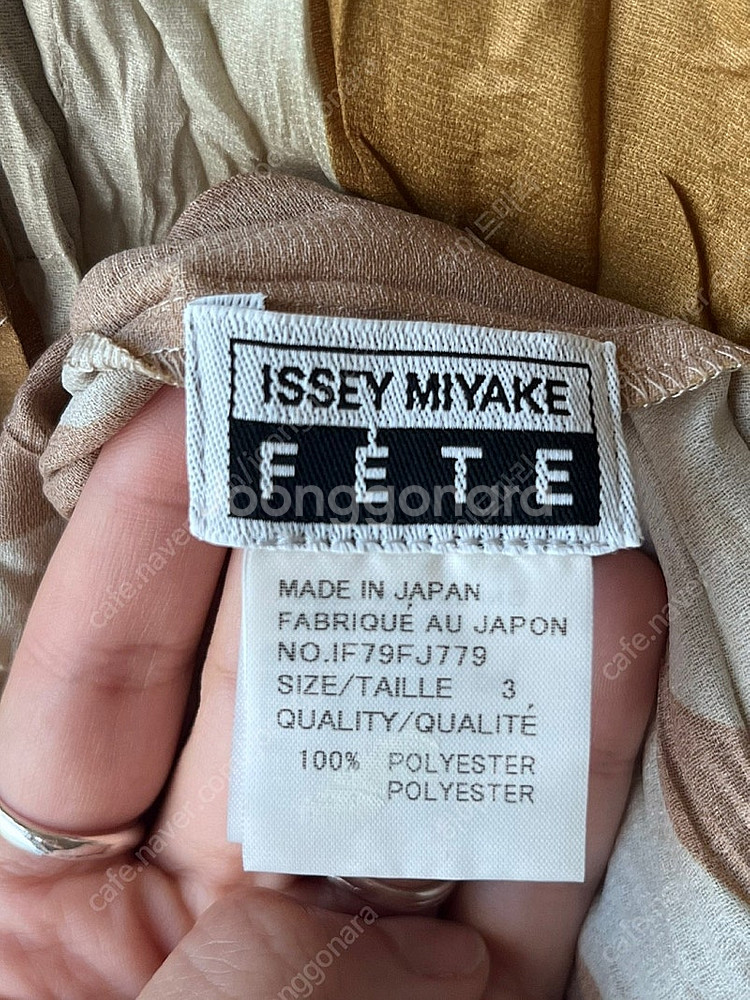 ISSEY MIYAKE
FÊTE
joonggonara
MADE IN JAPAN
FABRIQUÉ AU JAPON
NO.IF79FJ779
SIZE/TAILLE 3
QUALITY/QUALITÉ
100% POLYESTER
POLYESTER